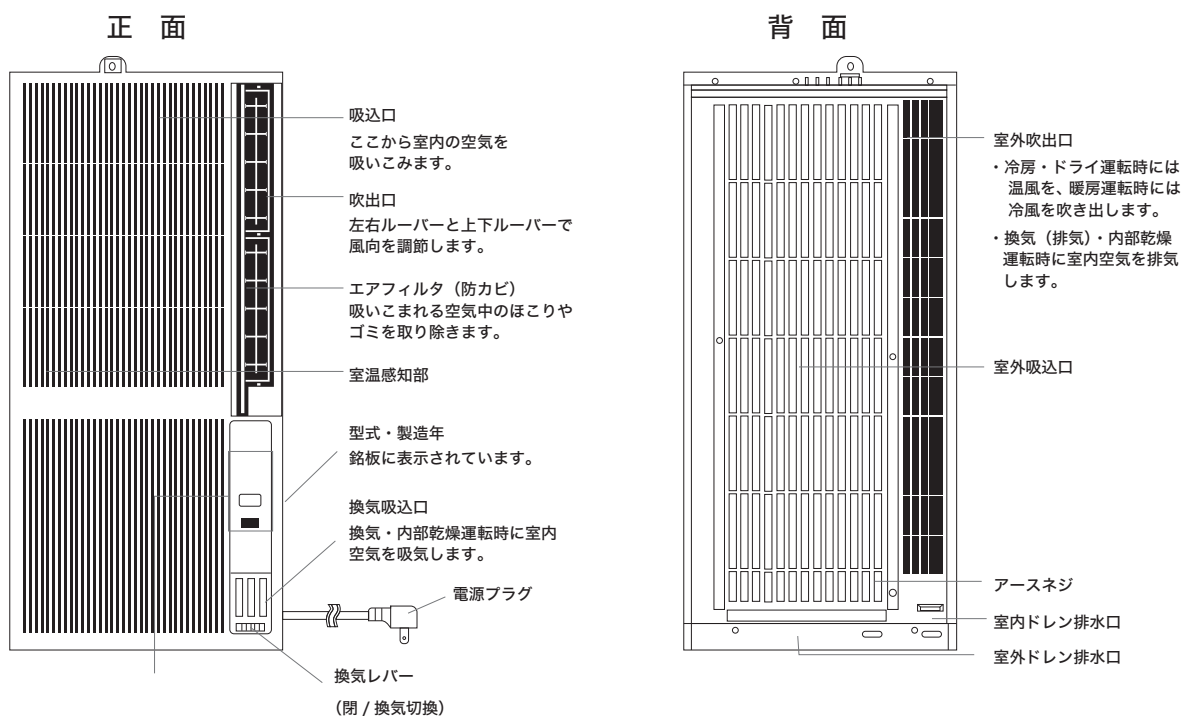 正 面
吸込口
ここから室内の空気を
吸いこみます。
吹出口
左右ルーバーと上下ルーバーで
風向を調節します。
エアフィルタ（防カビ）
吸いこまれる空気中のほこりや
ゴミを取り除きます。
室温感知部
型式・製造年
銘板に表示されています。
換気吸込口
換気・内部乾燥運転時に室内
空気を吸気します。
電源プラグ
換気レバー
（閉 / 換気切換）
背 面
室外吹出口
・冷房・ドライ運転時には
温風を、暖房運転時には
冷風を吹き出します。
・換気（排気）・内部乾燥
運転時に室内空気を排気
します。
室外吸込口
アースネジ
室内ドレン排水口
室外ドレン排水口